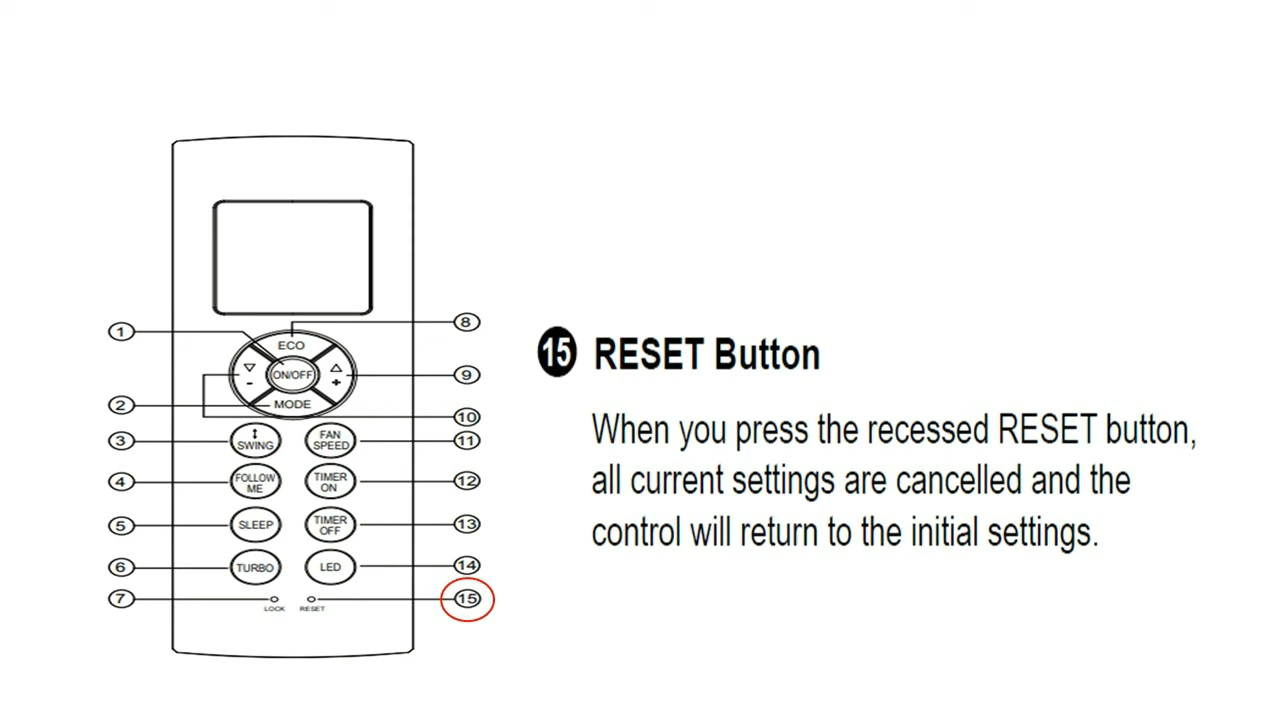 1
8
ECO
ON/OFF
-
+
9
MODE
2
10
3
SWING
FAN
SPEED
11
4
FOLLOW
ME
TIMER
ON
12
5
SLEEP
TIMER
OFF
13
6
TURBO
LED
14
7
LOCK
RESET
15
15 RESET Button
When you press the recessed RESET button,
all current settings are cancelled and the
control will return to the initial settings.